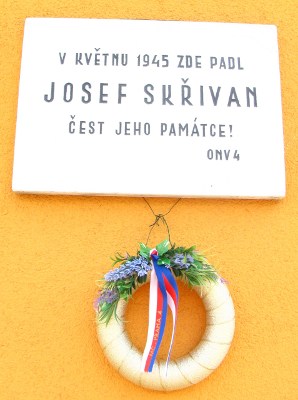 V KVĚTNU 1945 ZDE PADL
JOSEF SKŘIVAN
ČEST JEHO PAMÁTCE!
ONV4